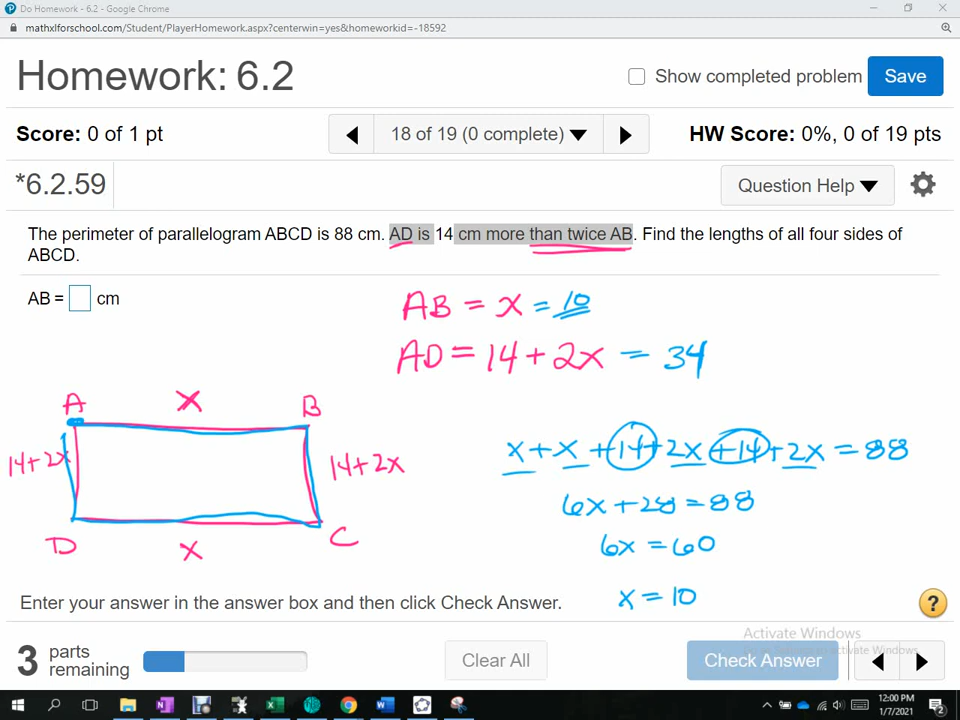 Do Homework - 6.2 - Google Chrome
mathxlforschool.com/Student/PlayerHomework.aspx?centerwin=yes&homeworkid=-18592
Homework: 6.2
Show completed problem
Save
Score: 0 of 1 pt
18 of 19 (0 complete)
HW Score: 0%, 0 of 19 pts
*6.2.59
Question Help
The perimeter of parallelogram ABCD is 88 cm. AD is 14 cm more than twice AB. Find the lengths of all four sides of
ABCD.
AB = cm
AB = x = 10
AD = 14 + 2x = 34
A x B
14+2x 14+2x
D x C
x + x + 14 + 2x + 14 + 2x = 88
6x + 28 = 88
6x = 60
x = 10
Enter your answer in the answer box and then click Check Answer.
?
Activate Windows
3 parts
remaining
Clear All
Check Answer
12:00 PM
1/7/2021
2